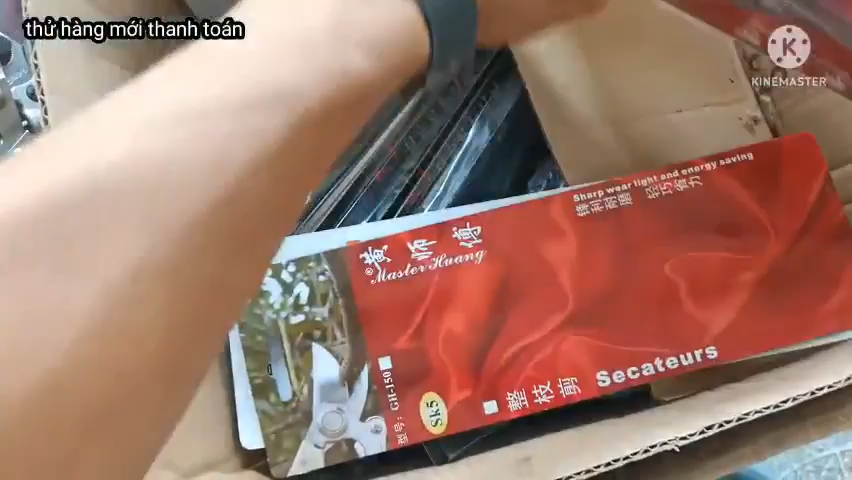 thử hàng mới thanh toán
KINEMASTER
Sharp wear light and energy saving
锋利耐磨 轻巧省力
黄师傅
®Master Huang
型号: GH-150
SK5
整枝剪
Secateurs